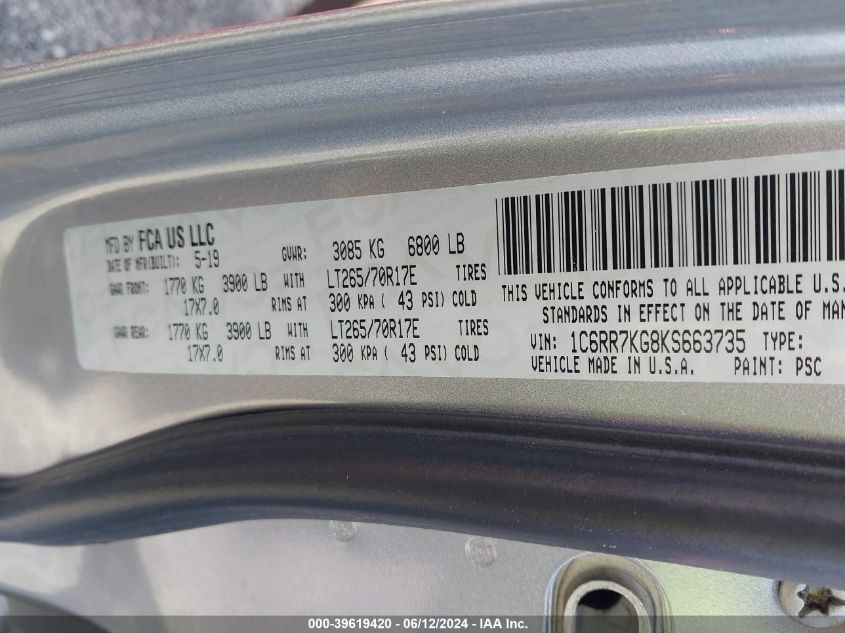 MFD BY FCA US LLC
DATE OF MFR(BUILT): 5-19 GVWR: 3085 KG 6800 LB
GAWR FRONT: 1770 KG 3900 LB WITH LT265/70R17E TIRES
17X7.0 RIMS AT 300 KPA ( 43 PSI) COLD
GAWR REAR: 1770 KG 3900 LB WITH LT265/70R17E TIRES
17X7.0 RIMS AT 300 KPA ( 43 PSI) COLD
THIS VEHICLE CONFORMS TO ALL APPLICABLE U.S.
STANDARDS IN EFFECT ON THE DATE OF
VIN: 1C6RR7KG8KS663735 TYPE:
VEHICLE MADE IN U.S.A. PAINT: PSC
000-39619420 - 06/12/2024 - IAA Inc.